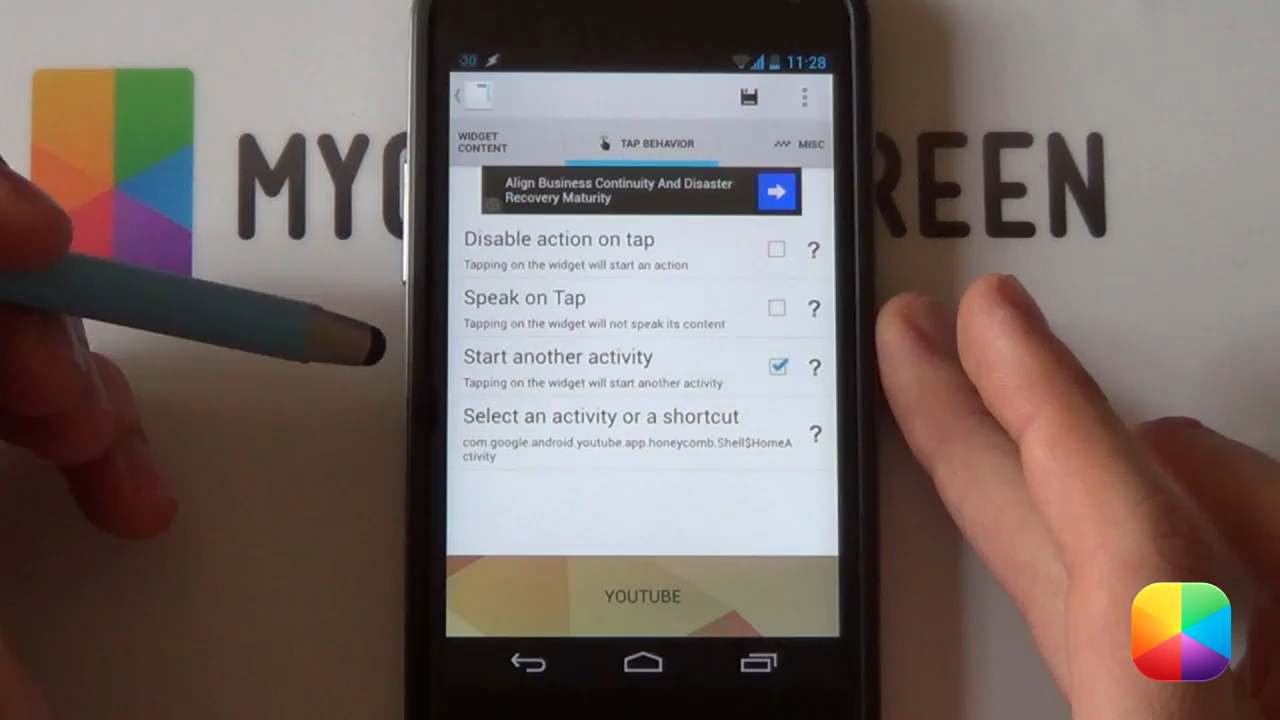 30
11:28
MYC
REEN
WIDGET
CONTENT
TAP BEHAVIOR
MISC
Align Business Continuity And Disaster
Recovery Maturity
Disable action on tap
?
Tapping on the widget will start an action
Speak on Tap
?
Tapping on the widget will not speak its content
Start another activity
?
Tapping on the widget will start another activity
Select an activity or a shortcut
?
com.google.android.youtube.app.honeycomb.Shell$HomeA
ctivity
YOUTUBE